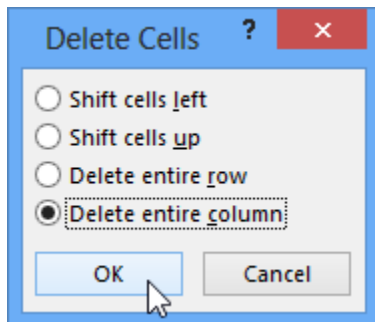 Delete Cells ? ×
Shift cells left
Shift cells up
Delete entire row
Delete entire column
OK Cancel